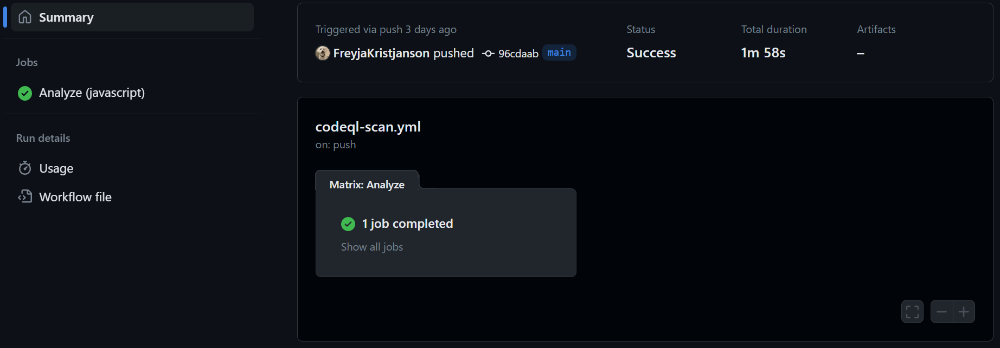 Summary
Jobs
Analyze (javascript)
Run details
Usage
Workflow file
Triggered via push 3 days ago
FreyjaKristjanson pushed 96cdaab main
Status
Success
Total duration
1m 58s
Artifacts
–
codeql-scan.yml
on: push
Matrix: Analyze
1 job completed
Show all jobs